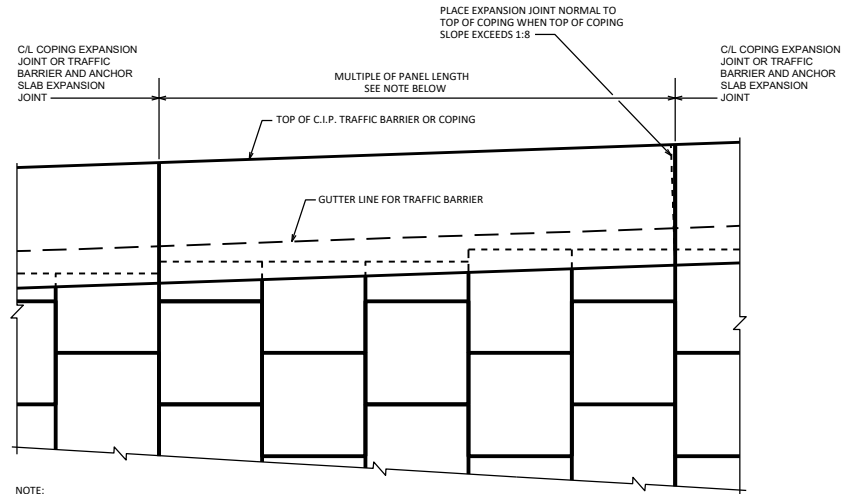 PLACE EXPANSION JOINT NORMAL TO
TOP OF COPING WHEN TOP OF COPING
SLOPE EXCEEDS 1:8
C/L COPING EXPANSION
JOINT OR TRAFFIC
BARRIER AND ANCHOR
SLAB EXPANSION
JOINT
MULTIPLE OF PANEL LENGTH
SEE NOTE BELOW
C/L COPING EXPANSION
JOINT OR TRAFFIC
BARRIER AND ANCHOR
SLAB EXPANSION
JOINT
TOP OF C.I.P. TRAFFIC BARRIER OR COPING
GUTTER LINE FOR TRAFFIC BARRIER
NOTE: